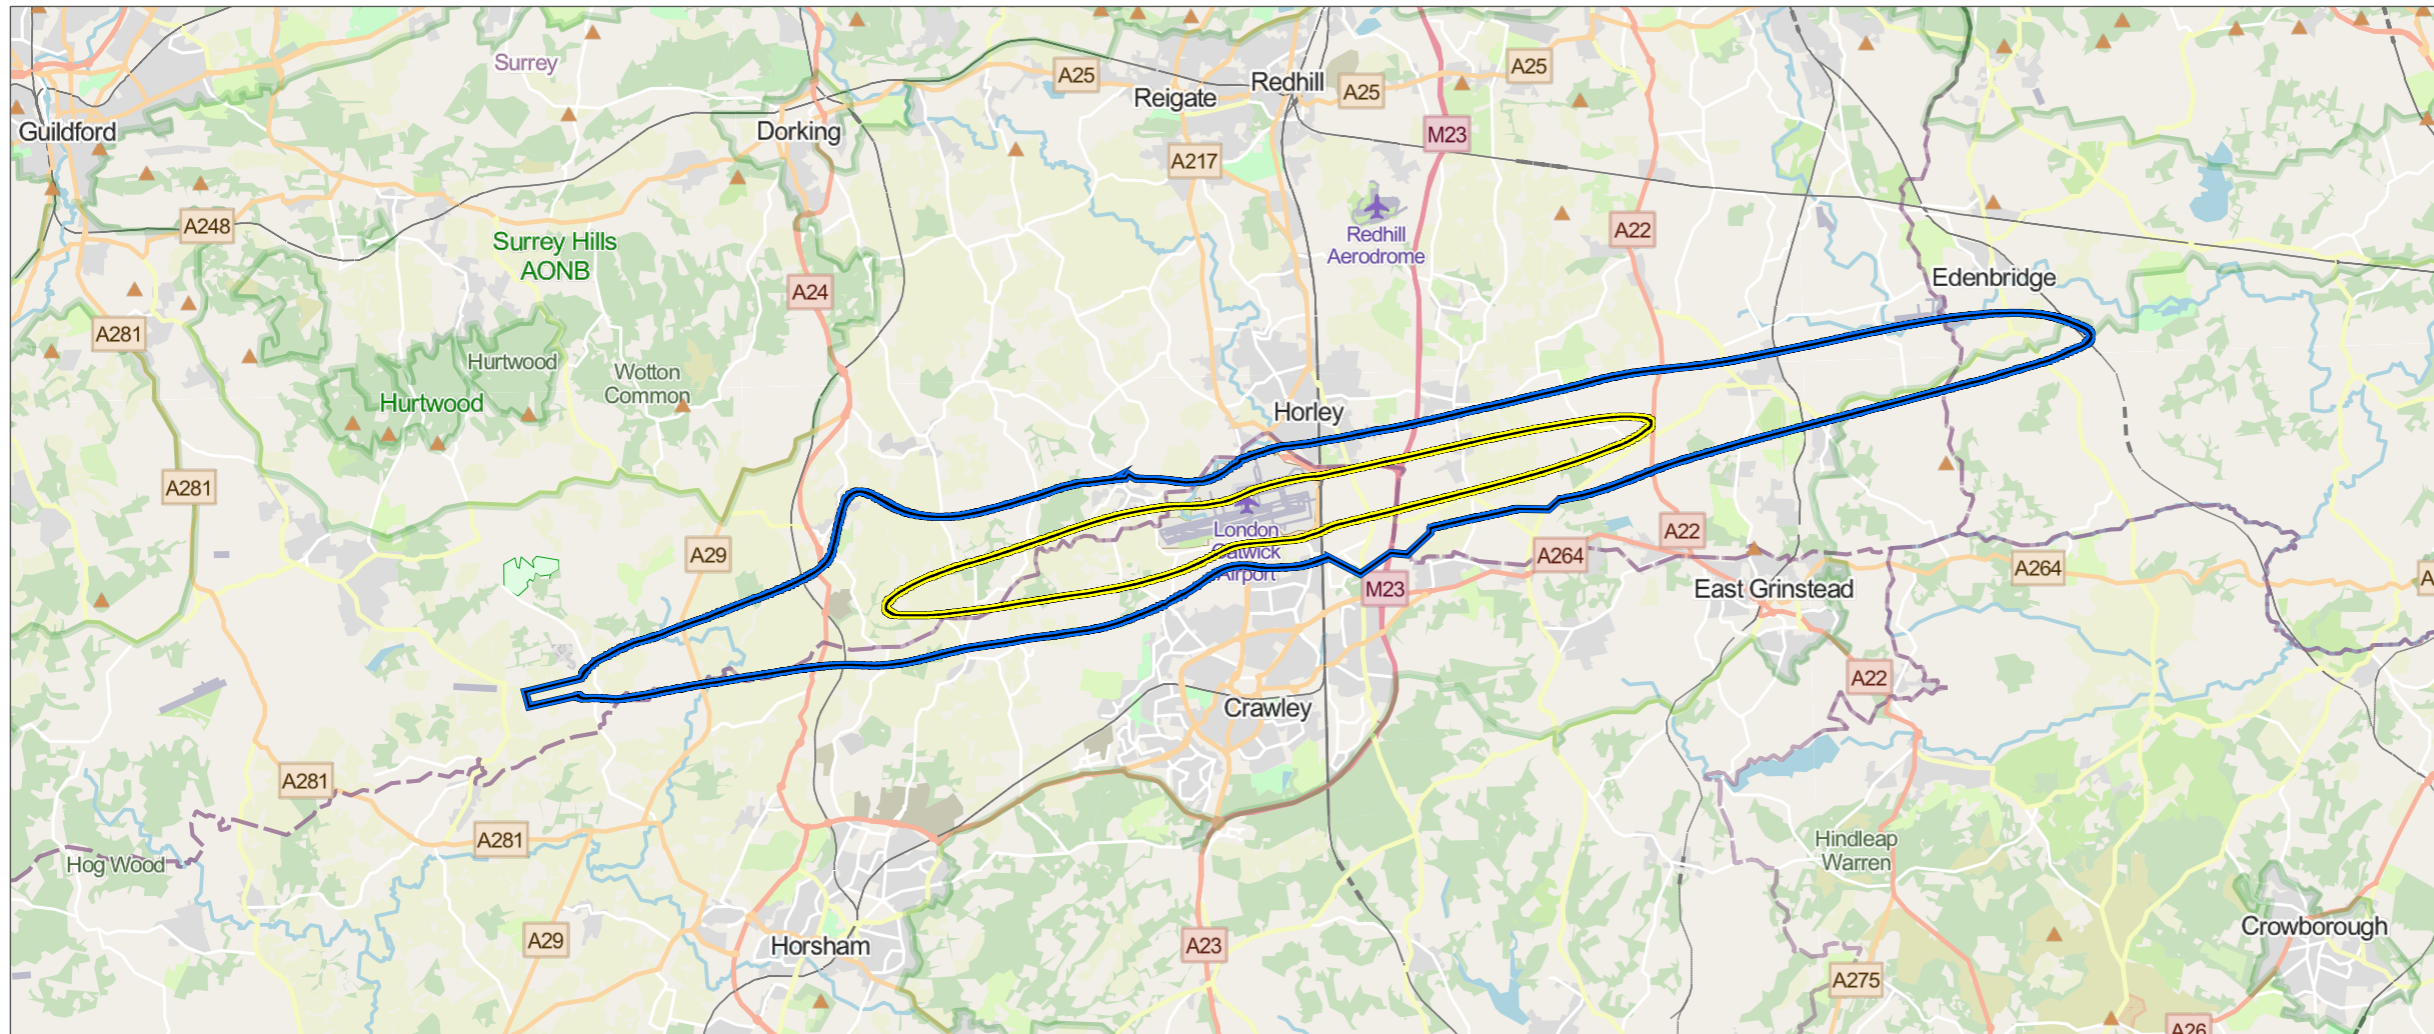 Surrey
A25
Redhill
A25
A25
Reigate
Guildford
Dorking
M23
A217
A248
Surrey Hills
AONB
Redhill
Aerodrome
A22
Edenbridge
A24
A281
Hurtwood
Wotton
Common
Hurtwood
Horley
A281
London
Gatwick
Airport
A29
A22
A264
A264
M23
East Grinstead
A22
Crawley
A281
A281
Hindleap
Warren
Hog Wood
Crowborough
A29
Horsham
A23
A275
A26